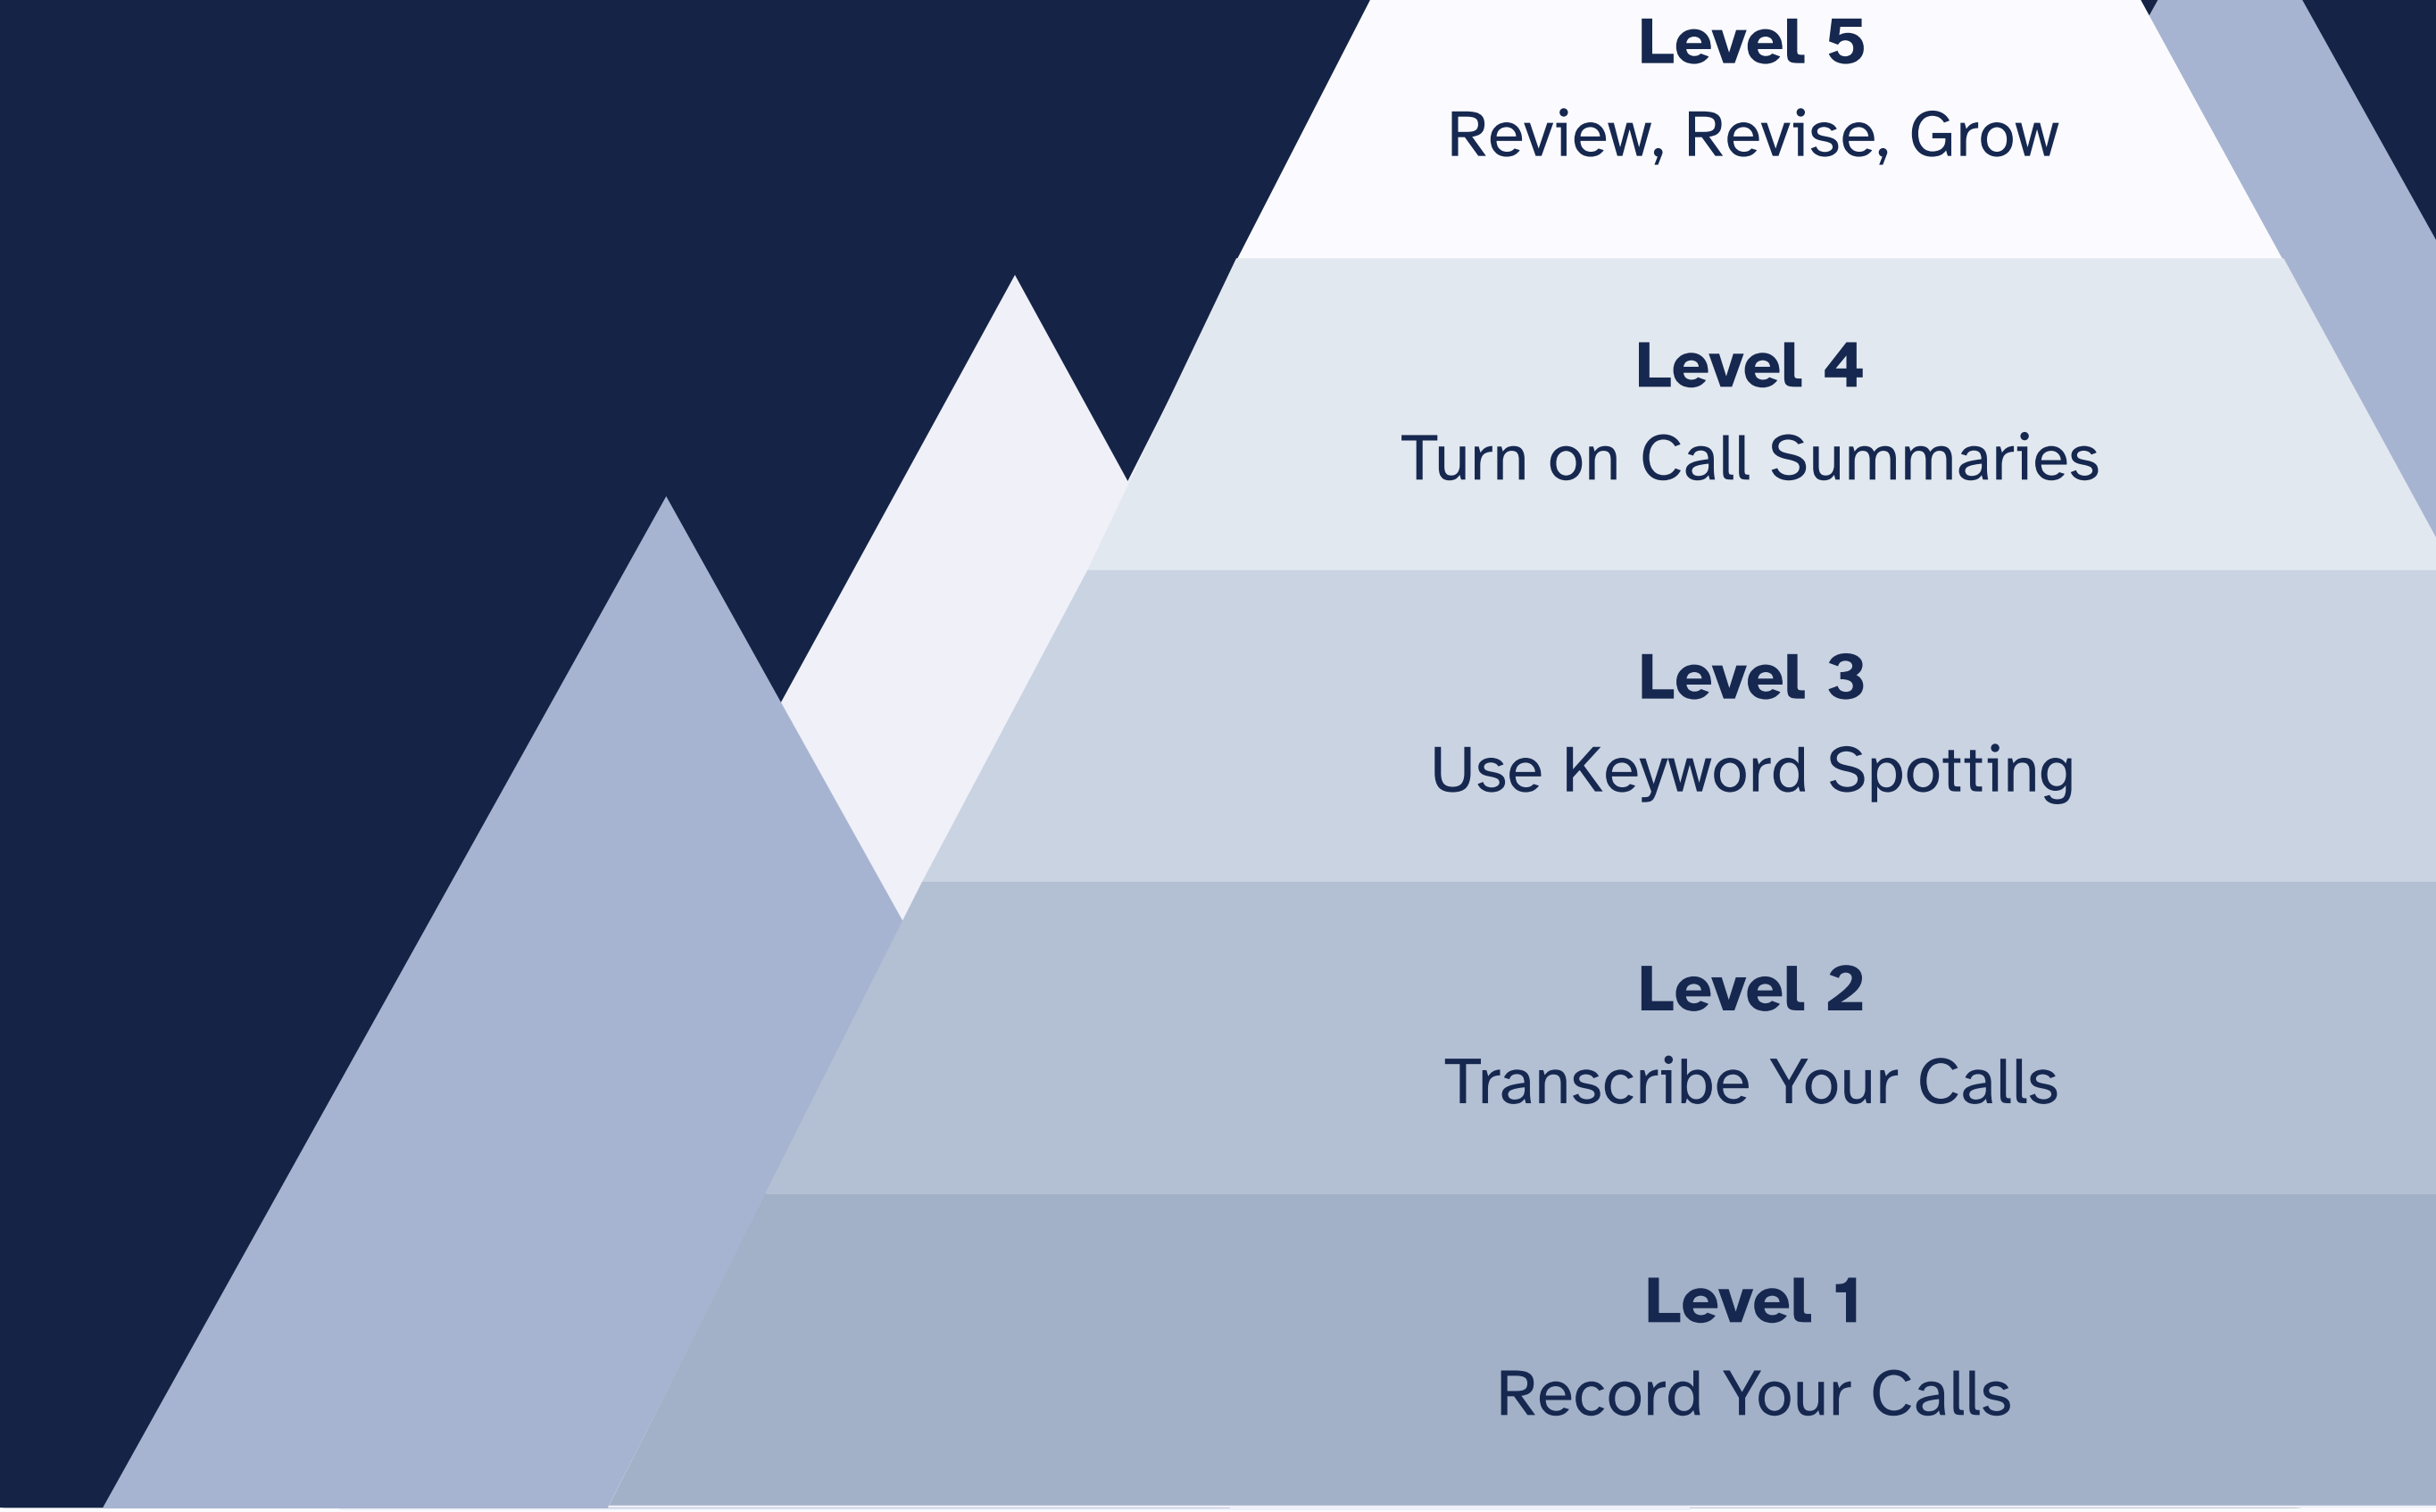 Level 5
Review, Revise, Grow
Level 4
Turn on Call Summaries
Level 3
Use Keyword Spotting
Level 2
Transcribe Your Calls
Level 1
Record Your Calls